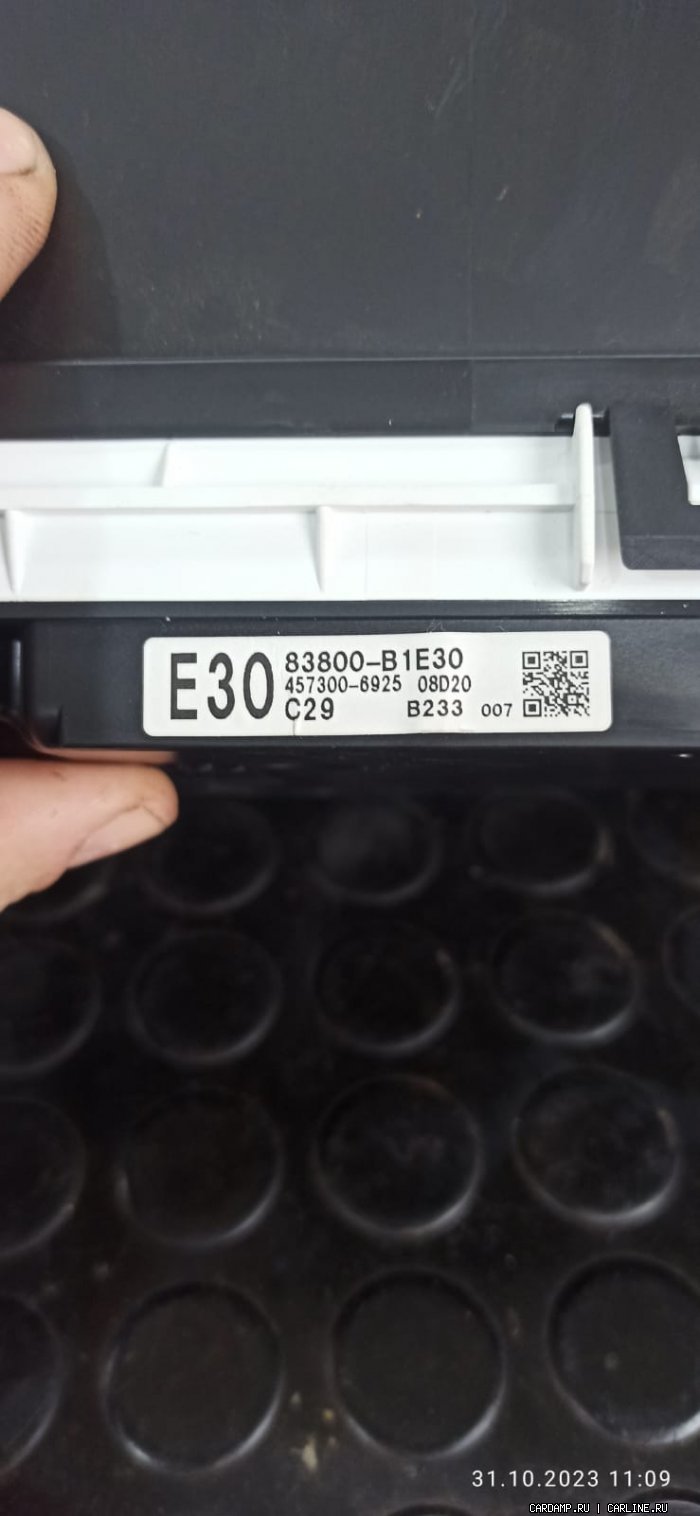 E30
83800-B1E30
457300-6925 08D20
C29 B233 007
31.10.2023 11:09
CARDAMP.RU | CARLINE.RU